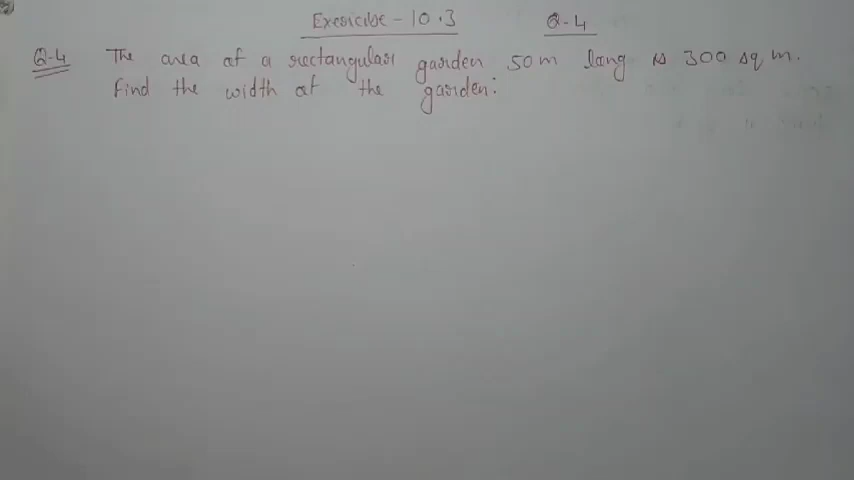 Exercise - 10.3 Q-4
Q-4 The area of a rectangular garden 50 m long is 300 sq m.
Find the width of the garden: